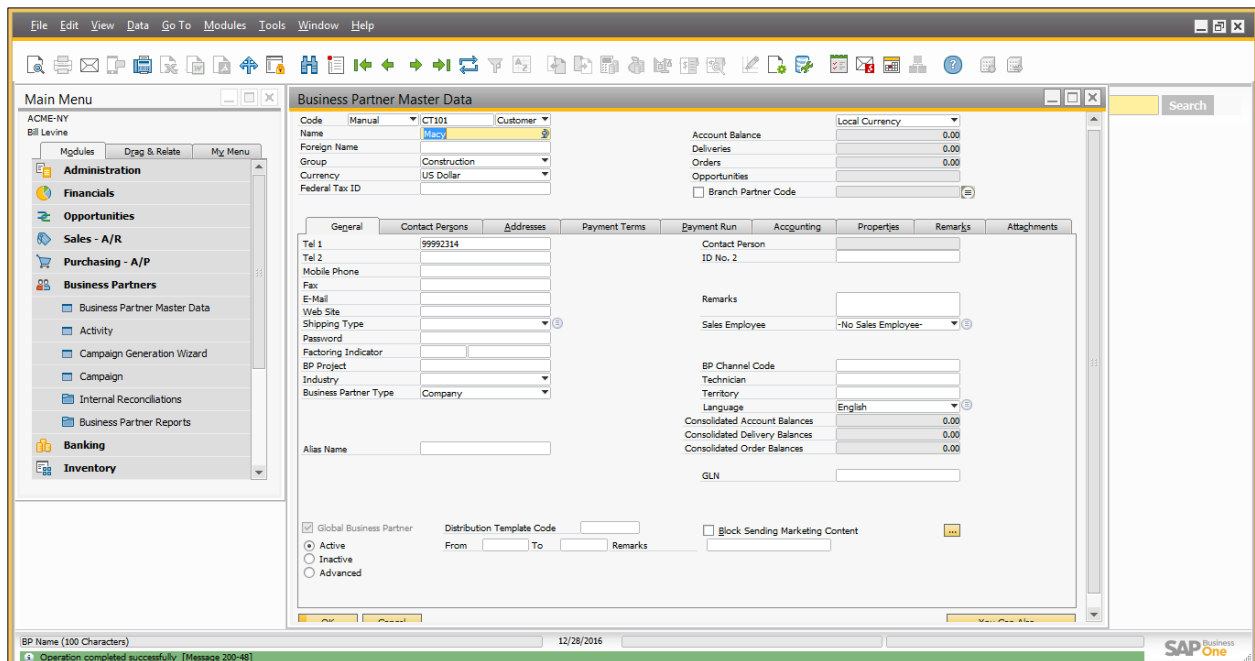 File Edit View Data Go To Modules Tools Window Help
Main Menu
ACME-NY
Bill Levine
Modules Drag & Relate My Menu
Administration
Financials
Opportunities
Sales - A/R
Purchasing - A/P
Business Partners
Business Partner Master Data
Activity
Campaign Generation Wizard
Campaign
Internal Reconciliations
Business Partner Reports
Banking
Inventory
Search
Business Partner Master Data
Code Manual CT101 Customer Local Currency
Name Macy Account Balance 0.00
Foreign Name Deliveries 0.00
Group Construction Orders 0.00
Currency US Dollar Opportunities
Federal Tax ID Branch Partner Code
General Contact Persons Addresses Payment Terms Payment Run Accounting Properties Remarks Attachments
Tel 1 99992314 Contact Person
Tel 2 ID No. 2
Mobile Phone
Fax
E-Mail Remarks
Web Site
Shipping Type Sales Employee -No Sales Employee-
Password
Factoring Indicator
BP Project BP Channel Code
Industry Technician
Business Partner Type Company Territory
Language English
Consolidated Account Balances 0.00
Consolidated Delivery Balances 0.00
Alias Name Consolidated Order Balances 0.00
GLN
Global Business Partner Distribution Template Code Block Sending Marketing Content ...
Active From To Remarks
Inactive
Advanced
OK Cancel You Can Also
BP Name (100 Characters) 12/28/2016
Operation completed successfully [Message 200-48]
SAP Business One